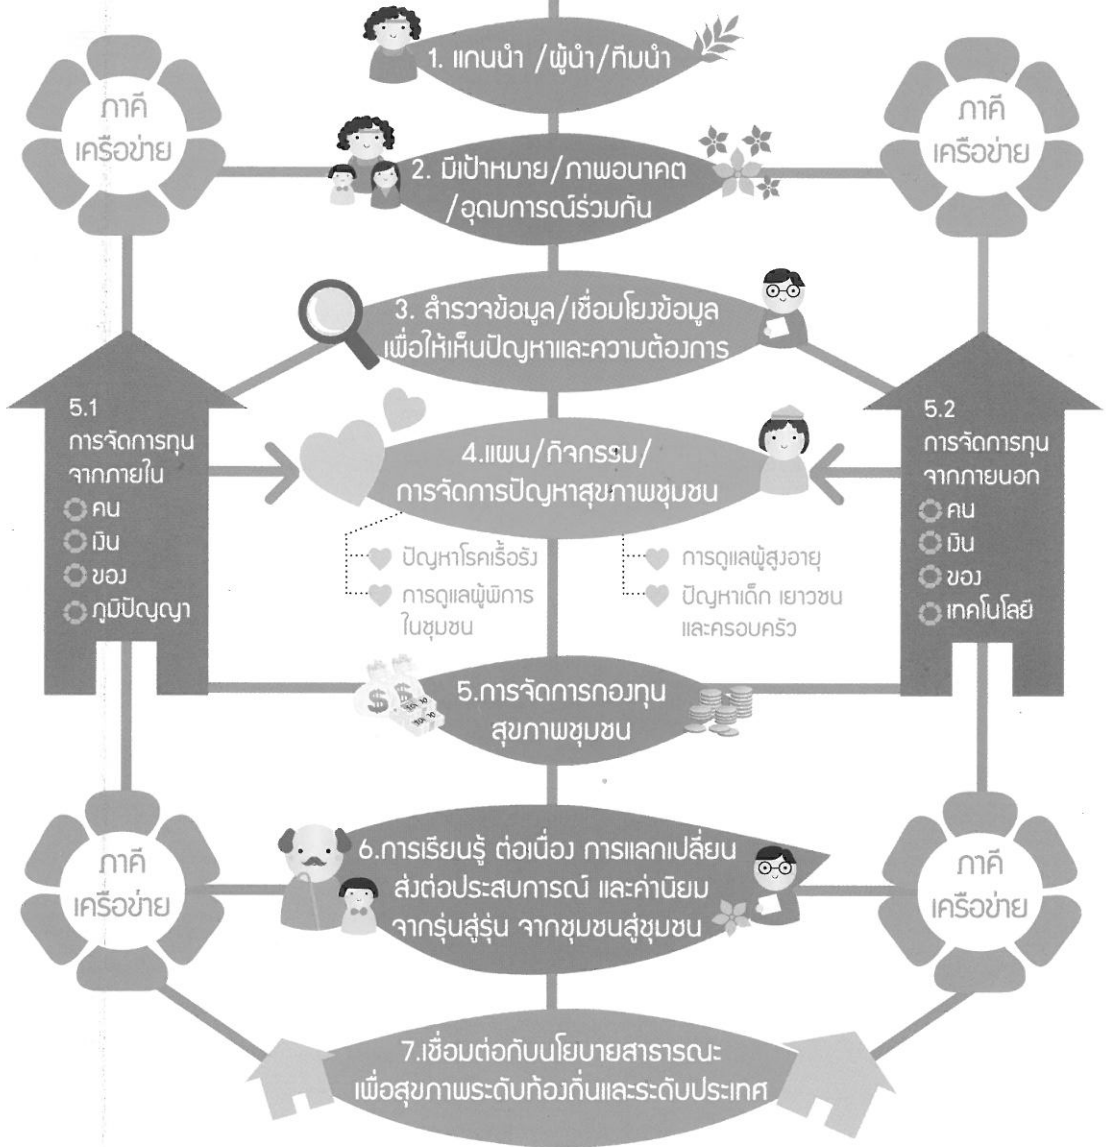 1. แกนนำ /ผู้นำ/ทีมนำ
ภาคี
เครือข่าย
ภาคี
เครือข่าย
2. มีเป้าหมาย/ภาพอนาคต
/อุดมการณ์ร่วมกัน
3. สำรวจข้อมูล/เชื่อมโยงข้อมูล
เพื่อให้เห็นปัญหาและความต้องการ
5.1
การจัดการทุน
จากภายใน
คน
เงิน
ของ
ภูมิปัญญา
4.แผน/กิจกรรม/
การจัดการปัญหาสุขภาพชุมชน
ปัญหาโรคเรื้อรัง
การดูแลผู้พิการ
ในชุมชน
การดูแลผู้สูงอายุ
ปัญหาเด็ก เยาวชน
และครอบครัว
5.2
การจัดการทุน
จากภายนอก
คน
เงิน
ของ
เทคโนโลยี
5.การจัดการกองทุน
สุขภาพชุมชน
ภาคี
เครือข่าย
6.การเรียนรู้ ต่อเนื่อง การแลกเปลี่ยน
ส่งต่อประสบการณ์ และค่านิยม
จากรุ่นสู่รุ่น จากชุมชนสู่ชุมชน
ภาคี
เครือข่าย
7.เชื่อมต่อกับนโยบายสาธารณะ
เพื่อสุขภาพระดับท้องถิ่นและระดับประเทศ